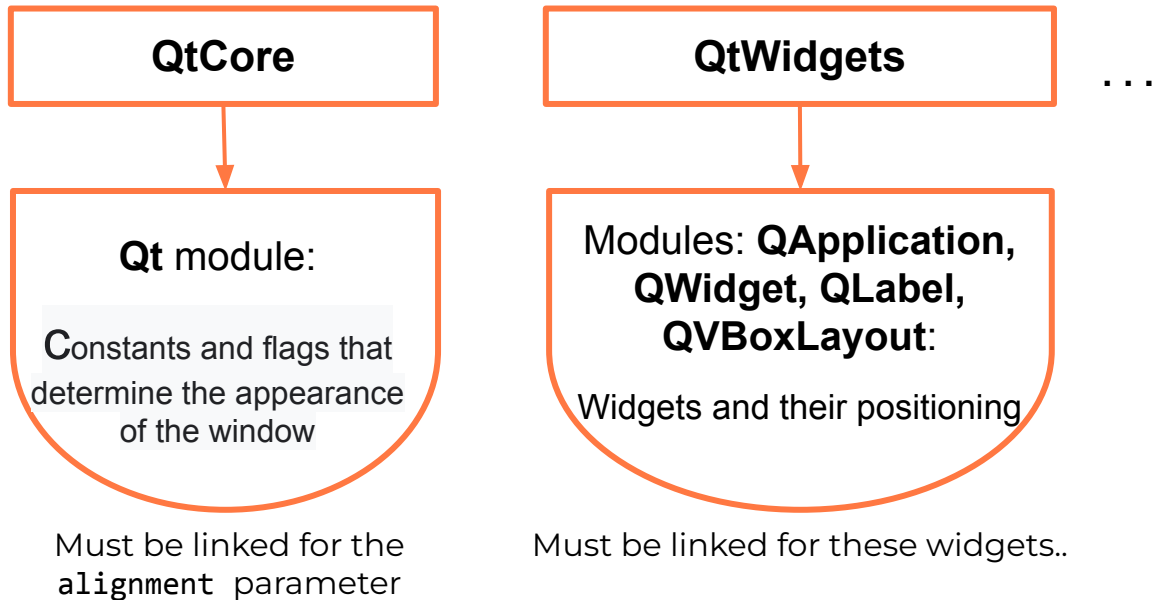 QtCore
QtWidgets
. . .
Qt module:
Constants and flags that
determine the appearance
of the window
Modules: QApplication,
QWidget, QLabel,
QVBoxLayout:
Widgets and their positioning
Must be linked for the
alignment parameter
Must be linked for these widgets..